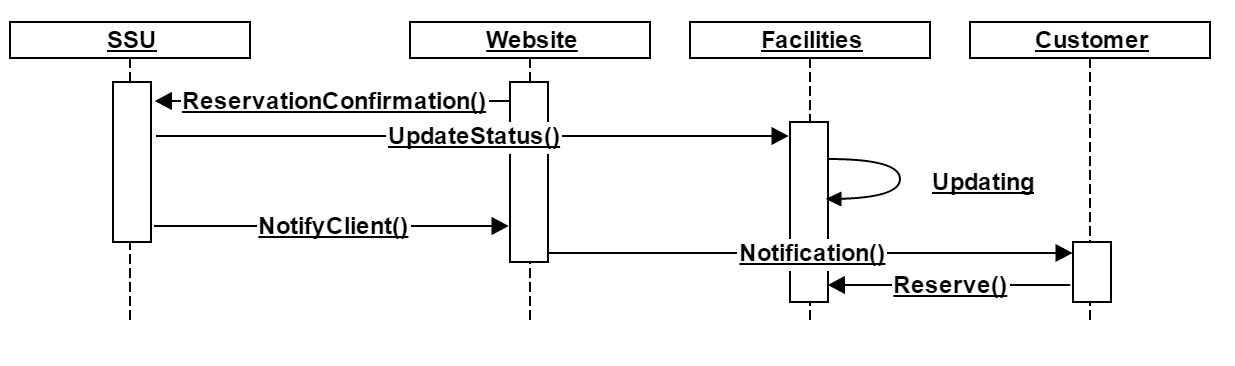 SSU
Website
Facilities
Customer
ReservationConfirmation()
UpdateStatus()
Updating
NotifyClient()
Notification()
Reserve()